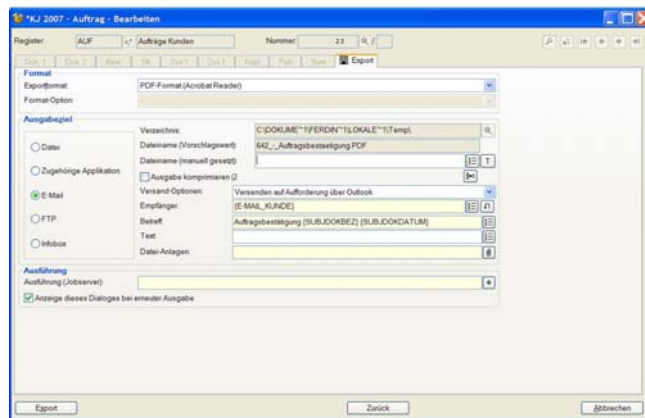 *KJ 2007 - Auftrag - Bearbeiten
Register: AUF Aufträge Kunden Nummer: 23 /
Export
Format
Exportformat: PDF-Format (Acrobat Reader)
Format-Option:
Ausgabeziel
Datei
Zugehörige Applikation
E-Mail
FTP
Infobox
Verzeichnis: C:\DOKUME~1\FERDIN~1\LOKALE~1\Temp\
Dateiname (Vorschlagswert): 642_-_Auftragsbestaetigung.PDF
Dateiname (manuell gesetzt):
Ausgabe komprimieren (Z
Versand-Optionen: Versenden auf Aufforderung über Outlook
Empfänger: {E-MAIL_KUNDE}
Betreff: Auftragsbestätigung {SUBJDOKBEZ} {SUBJDOKDATUM}
Text:
Datei-Anlagen:
Ausführung
Ausführung (Jobserver):
Anzeige dieses Dialoges bei erneuter Ausgabe
Export Zurück Abbrechen